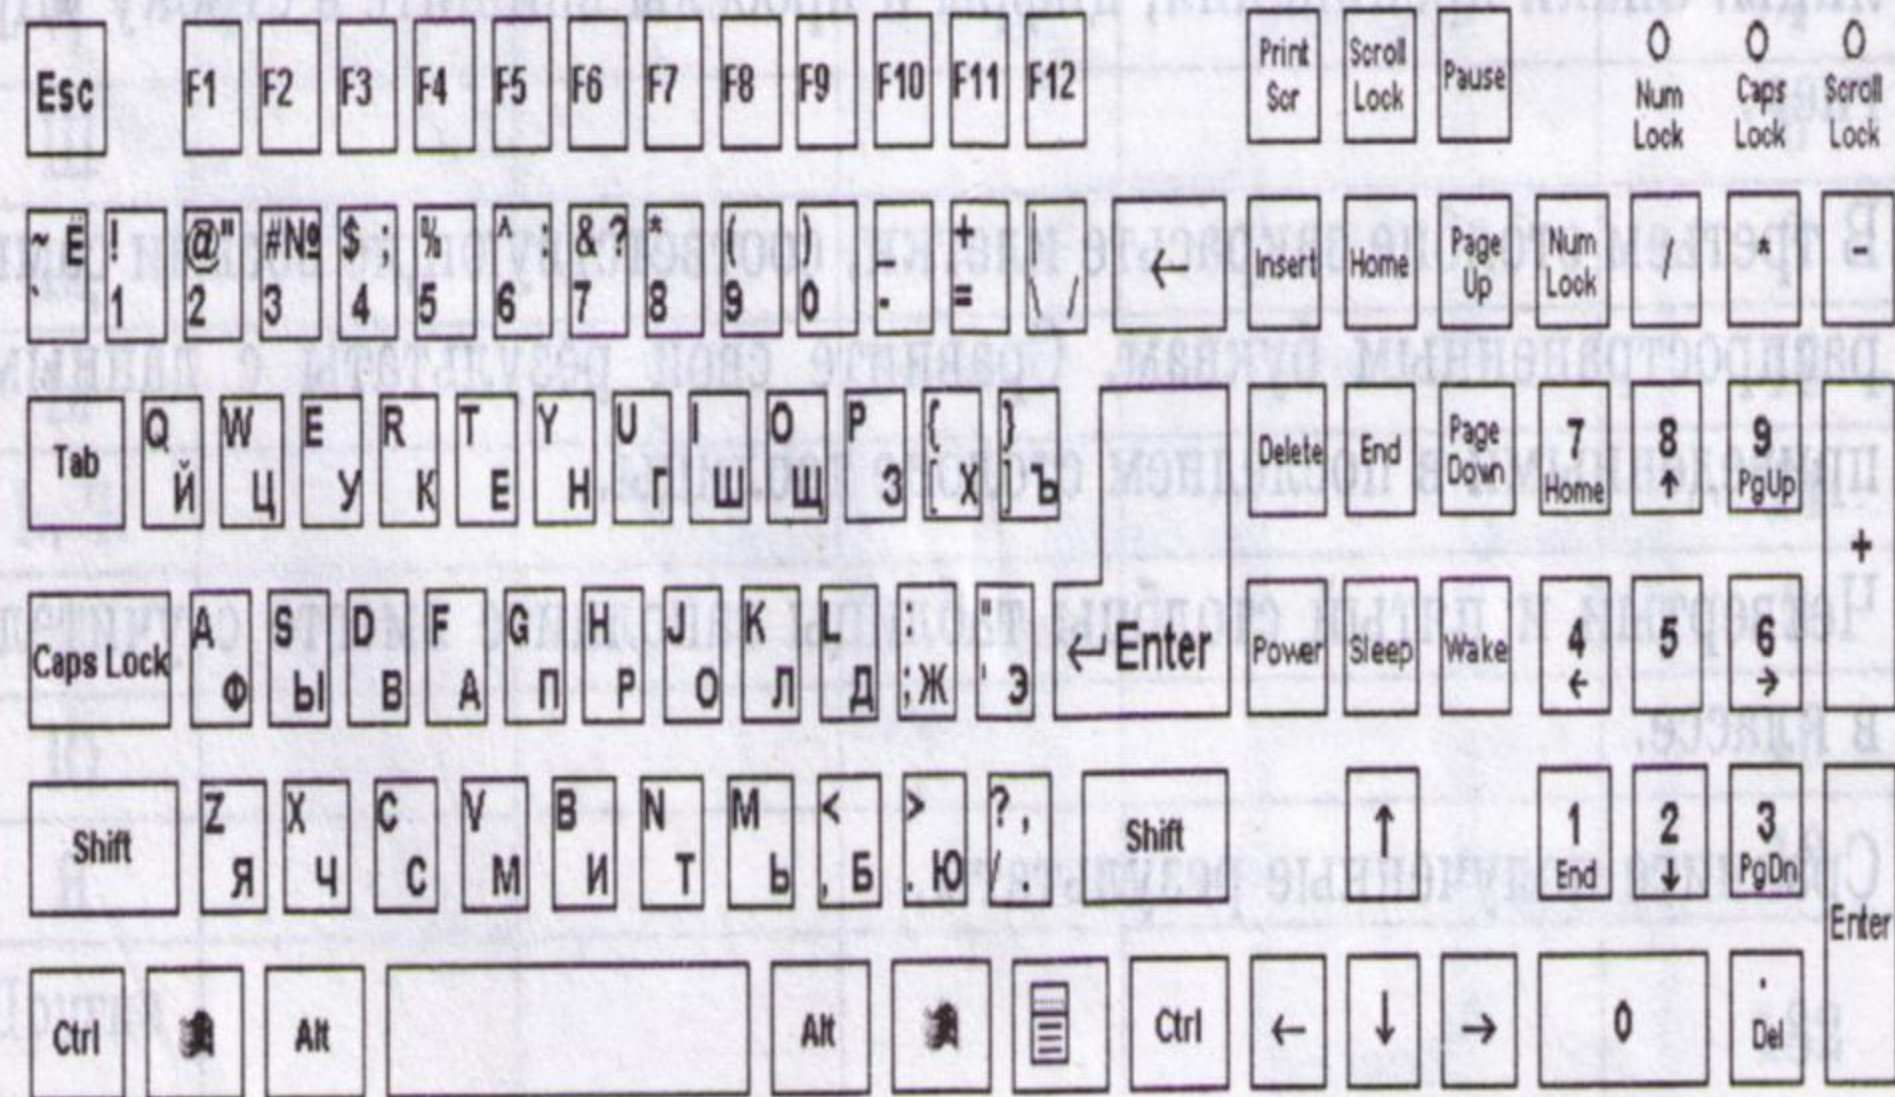 Esc F1 F2 F3 F4 F5 F6 F7 F8 F9 F10 F11 F12 Print Scr Scroll Lock Pause Num Lock Caps Lock Scroll Lock
~ Ё ` ! 1 @ " 2 # № 3 $ ; 4 % 5 ^ : 6 & ? 7 * 8 ( 9 ) 0 _ - + = | \ / ← Insert Home Page Up Num Lock / * -
Tab Q Й W Ц E У R К T Е Y Н U Г I Ш O Щ P З { [ Х } ] Ъ Delete End Page Down 7 Home 8 ↑ 9 PgUp +
Caps Lock A Ф S Ы D В F А G П H Р J О K Л L Д : ; Ж " ' Э ↵ Enter Power Sleep Wake 4 ← 5 6 →
Shift Z Я X Ч C С V М B И N Т M Ь < , Б > . Ю ? , / . Shift ↑ 1 End 2 ↓ 3 PgDn Enter
Ctrl Alt Alt Ctrl ← ↓ → 0 . Del